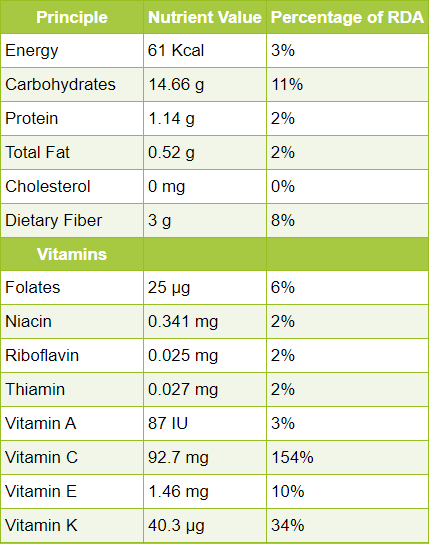 Principle Nutrient Value Percentage of RDA
Energy 61 Kcal 3%
Carbohydrates 14.66 g 11%
Protein 1.14 g 2%
Total Fat 0.52 g 2%
Cholesterol 0 mg 0%
Dietary Fiber 3 g 8%
Vitamins
Folates 25 µg 6%
Niacin 0.341 mg 2%
Riboflavin 0.025 mg 2%
Thiamin 0.027 mg 2%
Vitamin A 87 IU 3%
Vitamin C 92.7 mg 154%
Vitamin E 1.46 mg 10%
Vitamin K 40.3 µg 34%